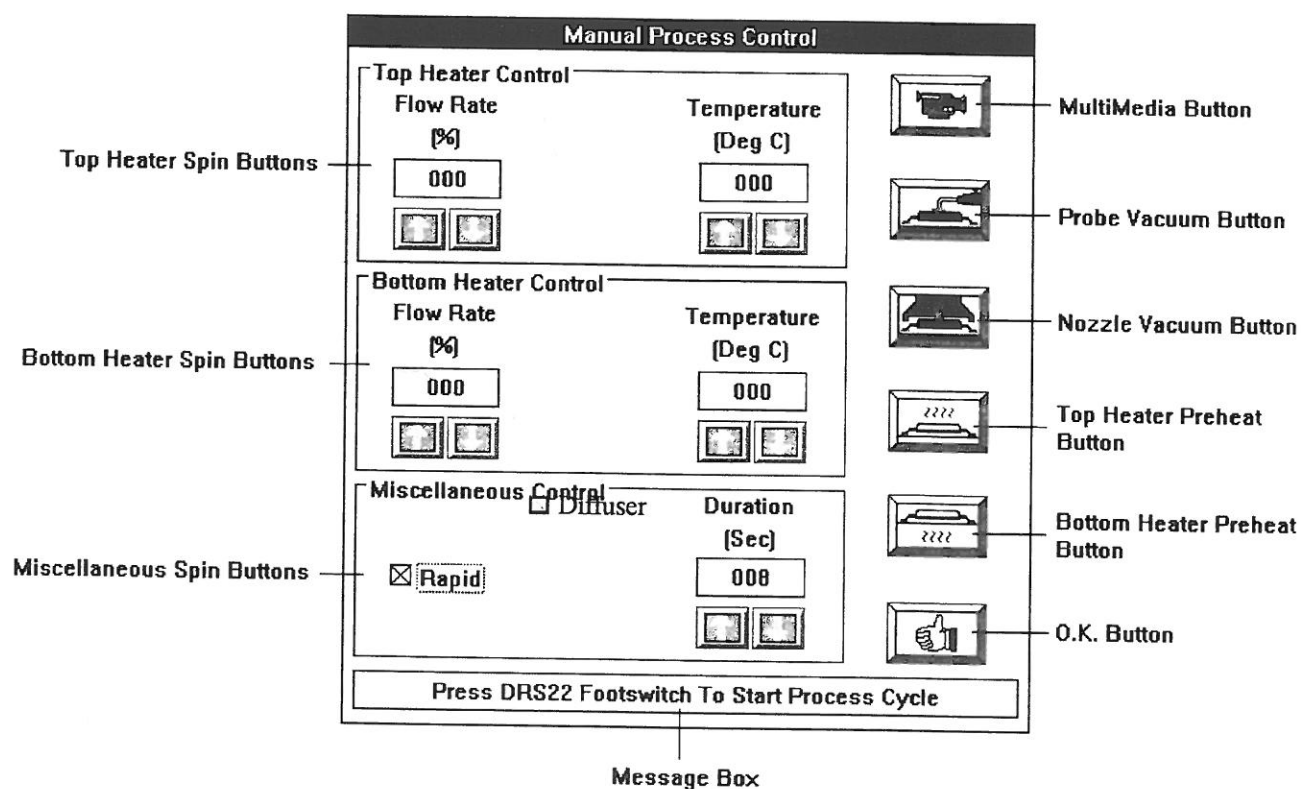 Manual Process Control
Top Heater Control
Flow Rate
(%)
000
Temperature
(Deg C)
000
Top Heater Spin Buttons
Bottom Heater Control
Flow Rate
(%)
000
Temperature
(Deg C)
000
Bottom Heater Spin Buttons
Miscellaneous Control
Diffuser
Rapid
Duration
(Sec)
008
Miscellaneous Spin Buttons
Press DRS22 Footswitch To Start Process Cycle
Message Box
MultiMedia Button
Probe Vacuum Button
Nozzle Vacuum Button
Top Heater Preheat
Button
Bottom Heater Preheat
Button
O.K. Button